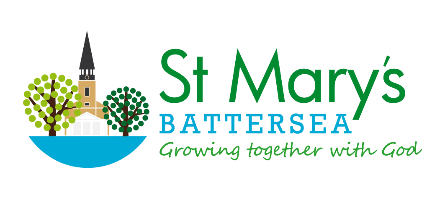 St Mary's
BATTERSEA
Growing together with God